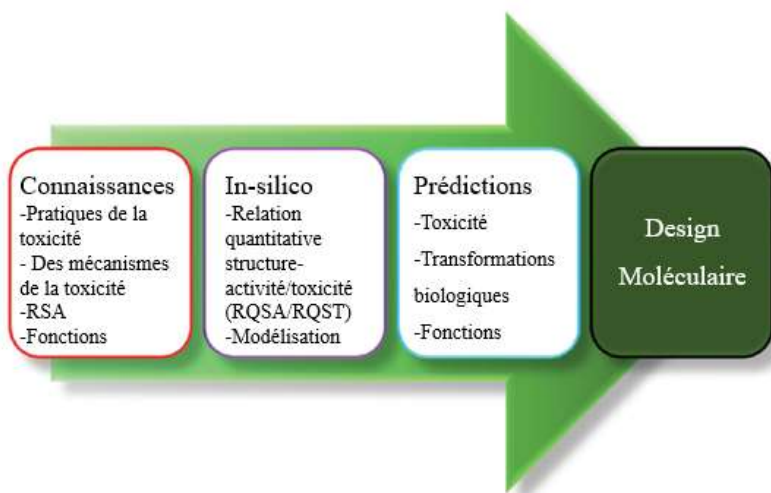 Connaissances
-Pratiques de la
toxicité
- Des mécanismes
de la toxicité
-RSA
-Fonctions
In-silico
-Relation
quantitative
structure-
activité/toxicité
(RQSA/RQST)
-Modélisation
Prédictions
-Toxicité
-Transformations
biologiques
-Fonctions
Design
Moléculaire